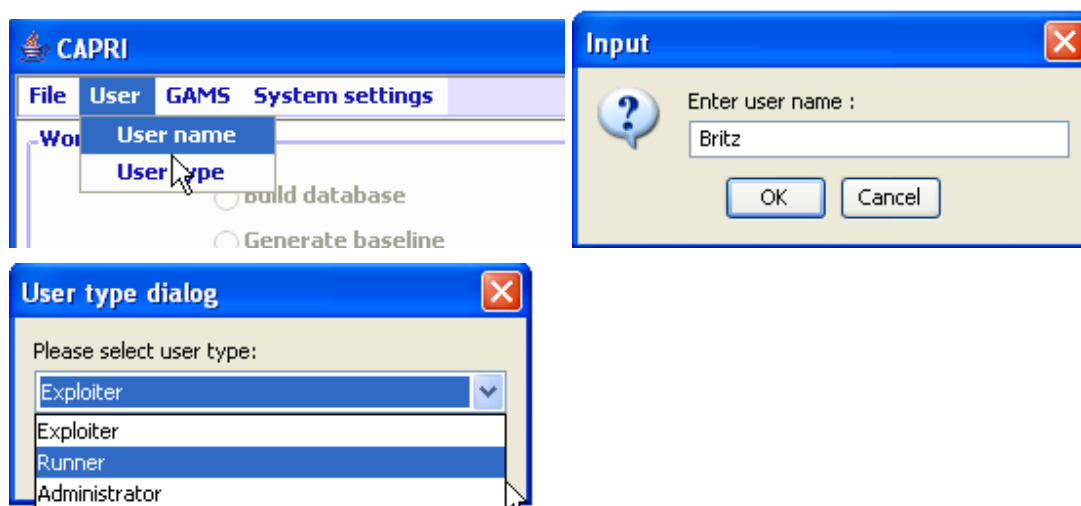 CAPRI
File User GAMS System settings
Wor
User name
User type
Build database
Generate baseline
Input
Enter user name :
Britz
OK Cancel
User type dialog
Please select user type:
Exploiter
Exploiter
Runner
Administrator